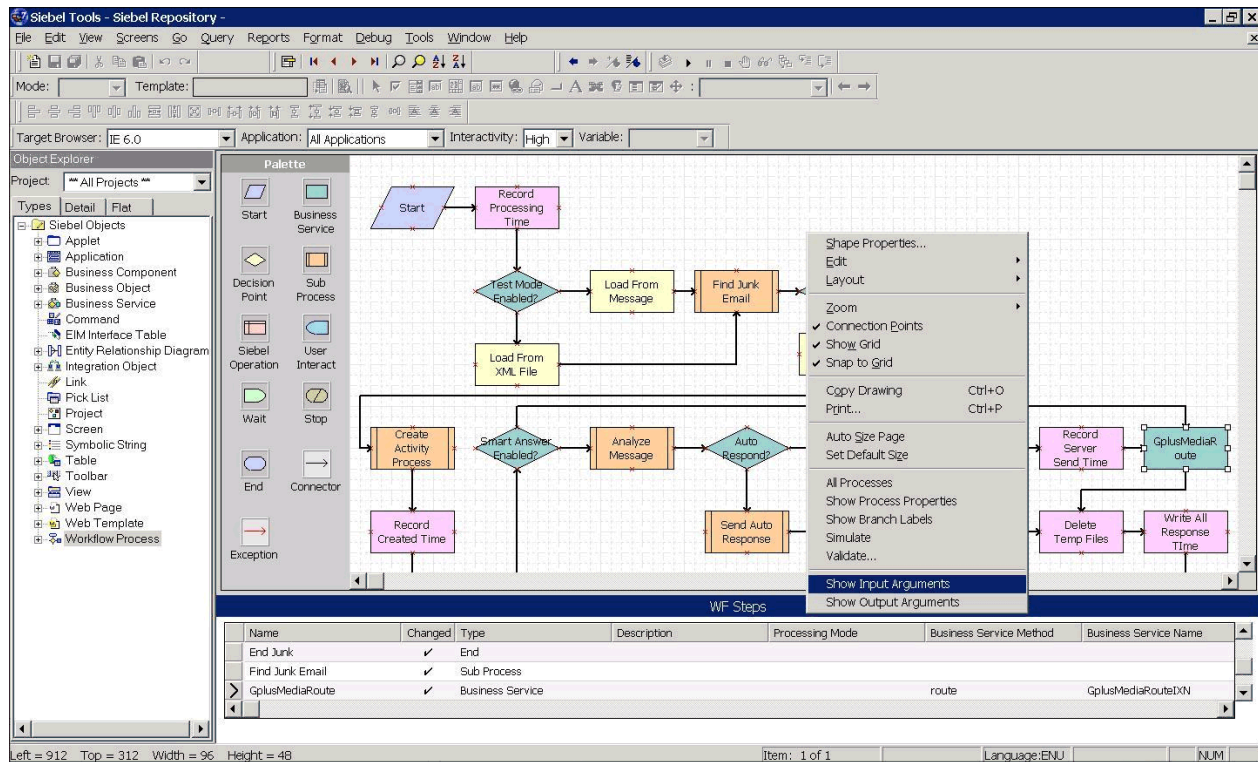 Siebel Tools - Siebel Repository -
File Edit View Screens Go Query Reports Format Debug Tools Window Help
Mode: Template:
Target Browser: IE 6.0 Application: All Applications Interactivity: High Variable:
Object Explorer
Project ** All Projects **
Types Detail Flat
Siebel Objects
Applet
Application
Business Component
Business Object
Business Service
Command
EIM Interface Table
Entity Relationship Diagram
Integration Object
Link
Pick List
Project
Screen
Symbolic String
Table
Toolbar
View
Web Page
Web Template
Workflow Process
Palette
Start
Business
Service
Decision
Point
Sub
Process
Siebel
Operation
User
Interact
Wait
Stop
End
Connector
Exception
Start
Record
Processing
Time
Test Mode
Enabled?
Load From
Message
Find Junk
Email
Load From
XML File
Create
Activity
Process
Smart Answer
Enabled?
Analyze
Message
Auto
Respond?
Record
Server
Send Time
GplusMediaR
oute
Record
Created Time
Send Auto
Response
Delete
Temp Files
Write All
Response
TIme
Shape Properties...
Edit
Layout
Zoom
Connection Points
Show Grid
Snap to Grid
Copy Drawing Ctrl+O
Print... Ctrl+P
Auto Size Page
Set Default Size
All Processes
Show Process Properties
Show Branch Labels
Simulate
Validate...
Show Input Arguments
Show Output Arguments
WF Steps
Name Changed Type Description Processing Mode Business Service Method Business Service Name
End Junk ✔ End
Find Junk Email ✔ Sub Process
GplusMediaRoute ✔ Business Service route GplusMediaRouteIXN
Left = 912 Top = 312 Width = 96 Height = 48 Item: 1 of 1 Language:ENU NUM